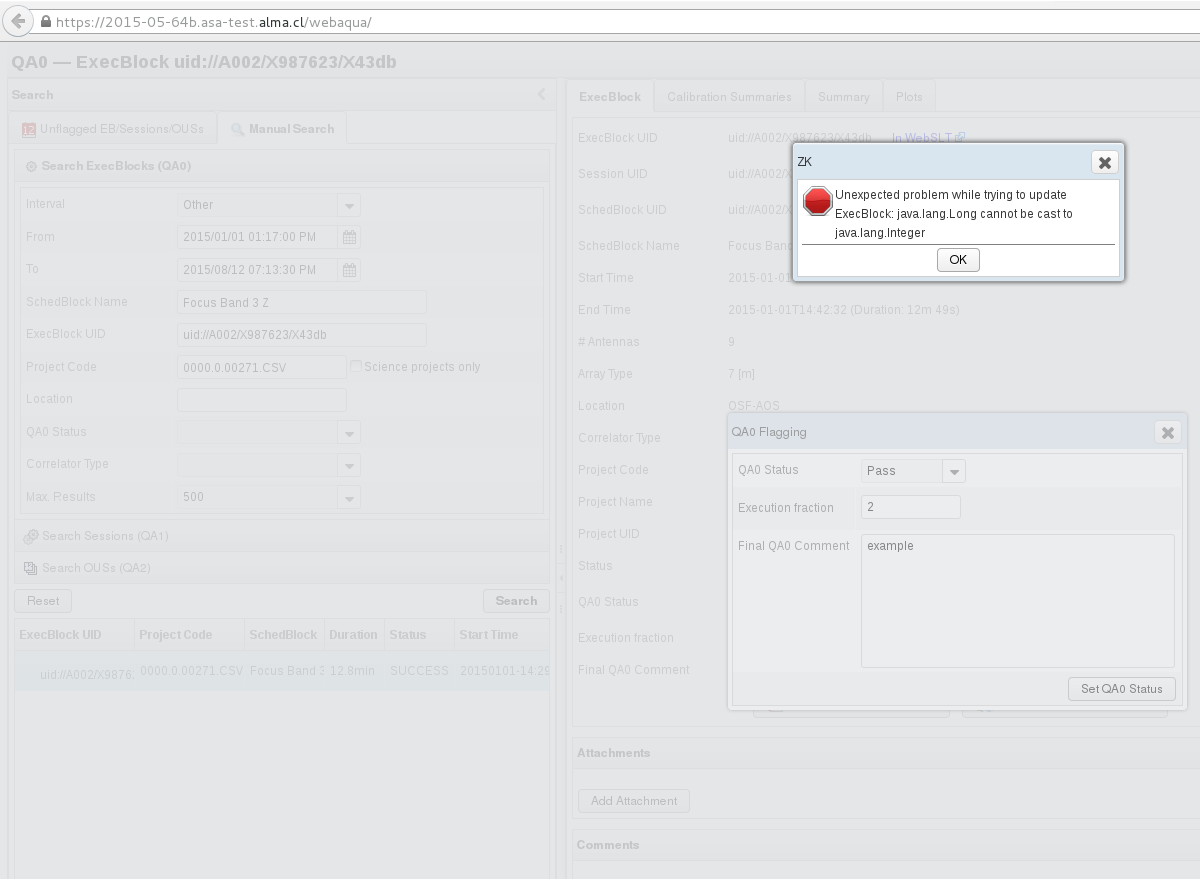 https://2015-05-64b.asa-test.alma.cl/webaqua/
QA0 — ExecBlock uid://A002/X987623/X43db
Search
Unflagged EB/Sessions/OUSs
Manual Search
Search ExecBlocks (QA0)
Interval Other
From 2015/01/01 01:17:00 PM
To 2015/08/12 07:13:30 PM
SchedBlock Name Focus Band 3 Z
ExecBlock UID uid://A002/X987623/X43db
Project Code 0000.0.00271.CSV Science projects only
Location
QA0 Status
Correlator Type
Max. Results 500
Search Sessions (QA1)
Search OUSs (QA2)
Reset Search
ExecBlock UID Project Code SchedBlock Duration Status Start Time
uid://A002/X9876. 0000.0.00271.CSV Focus Band 3 12.8min SUCCESS 20150101-14:29
ExecBlock Calibration Summaries Summary Plots
ExecBlock UID uid://A002/X987623/X43db In WebSLT
Session UID uid://A002/X
SchedBlock UID uid://A002/X
SchedBlock Name Focus Band
Start Time 2015-01-01
End Time 2015-01-01T14:42:32 (Duration: 12m 49s)
# Antennas 9
Array Type 7 [m]
Location OSF-AOS
Correlator Type
Project Code
Project Name
Project UID
Status
QA0 Status
Execution fraction
Final QA0 Comment
ZK
Unexpected problem while trying to update
ExecBlock: java.lang.Long cannot be cast to
java.lang.Integer
OK
QA0 Flagging
QA0 Status Pass
Execution fraction 2
Final QA0 Comment example
Set QA0 Status
Attachments
Add Attachment
Comments